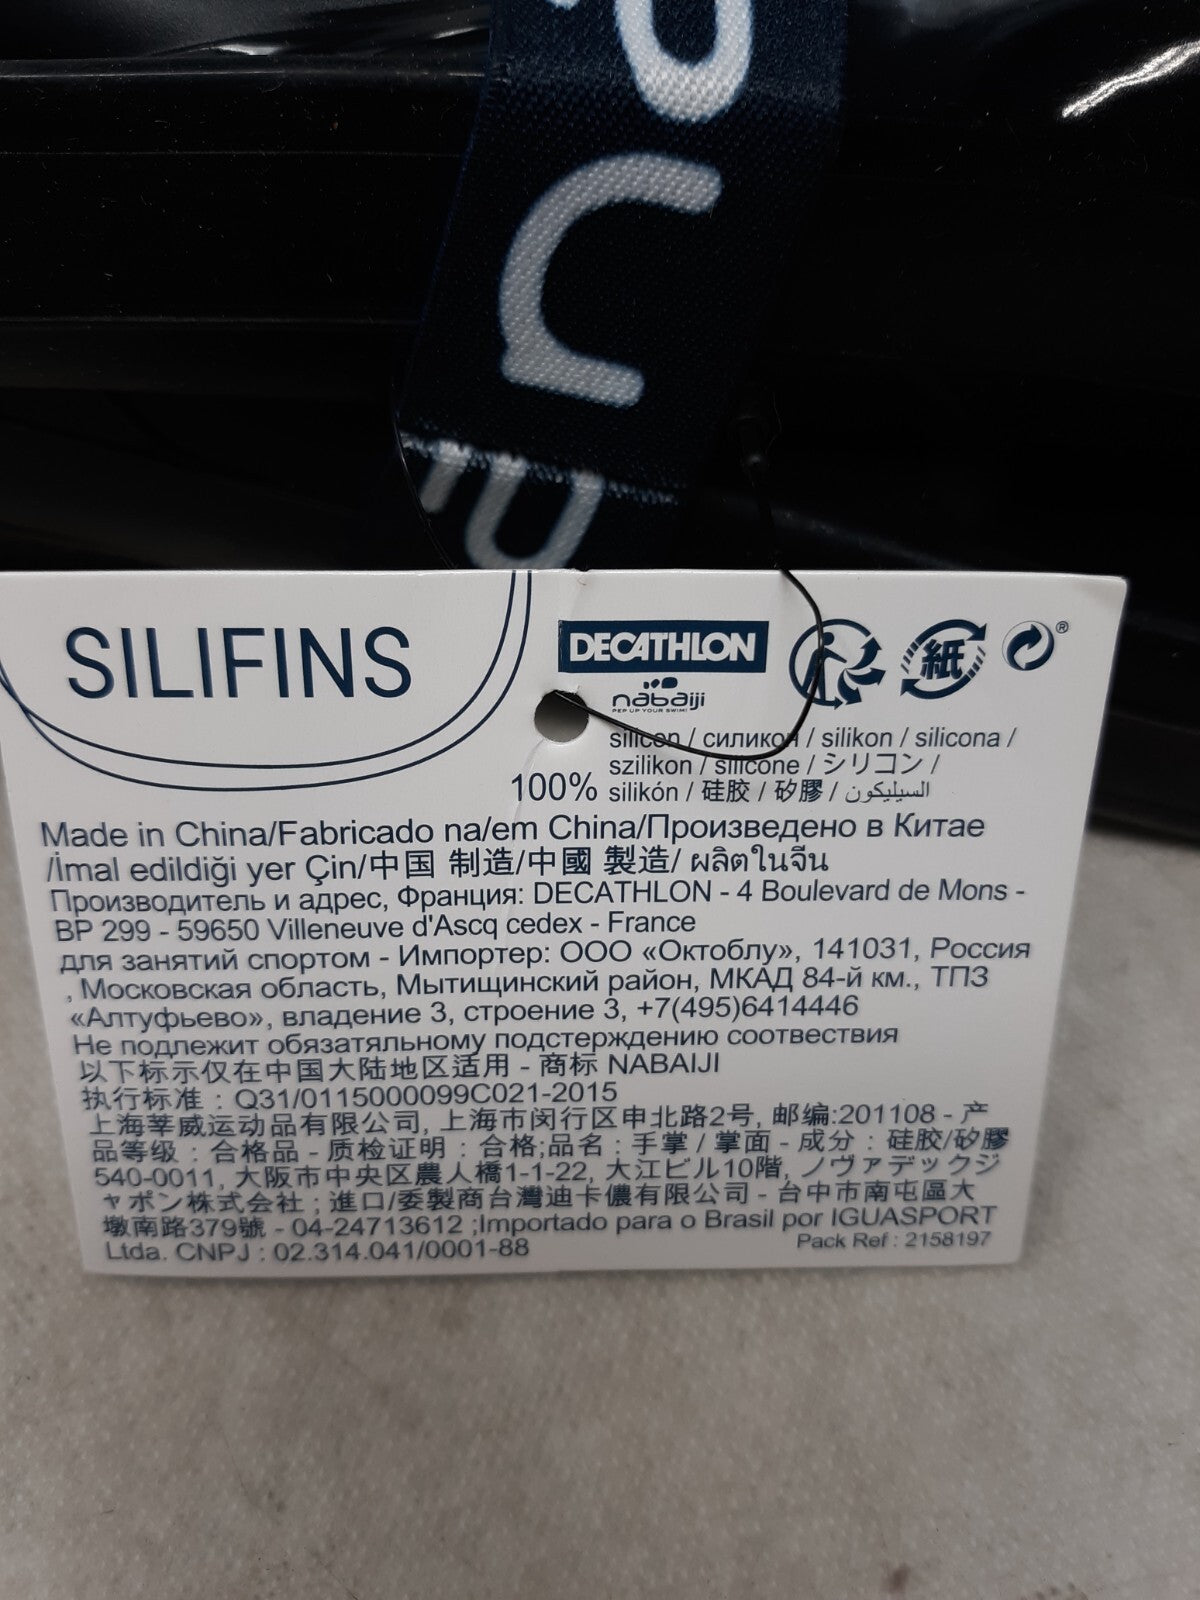 SILIFINS
DECATHLON
紙
®
nabaiji
PEP UP YOUR SWIM!
100%
silicon / силикон / silikon / silicona /
szilikon / silicone / シリコン /
silikón / 硅胶 / 矽膠 / السيليكون
Made in China/Fabricado na/em China/Произведено в Китае
/İmal edildiği yer Çin/中国 制造/中國 製造/ ผลิตในจีน
Производитель и адрес, Франция: DECATHLON - 4 Boulevard de Mons -
BP 299 - 59650 Villeneuve d'Ascq cedex - France
для занятий спортом - Импортер: ООО «Октоблу», 141031, Россия
, Московская область, Мытищинский район, МКАД 84-й км., ТПЗ
«Алтуфьево», владение 3, строение 3, +7(495)6414446
Не подлежит обязятальному подстерждению соотвествия
以下标示仅在中国大陆地区适用 - 商标 NABAIJI
执行标准 : Q31/0115000099C021-2015
上海莘威运动品有限公司, 上海市闵行区申北路2号, 邮编:201108 - 产
品等级 : 合格品 - 质检证明 : 合格;品名 : 手掌 / 掌面 - 成分 : 硅胶/矽膠
540-0011, 大阪市中央区農人橋1-1-22, 大江ビル10階, ノヴァデックジ
ャポン株式会社 ; 進口/委製商台灣迪卡儂有限公司 - 台中市南屯區大
墩南路379號 - 04-24713612 ;Importado para o Brasil por IGUASPORT
Ltda. CNPJ : 02.314.041/0001-88
Pack Ref : 2158197